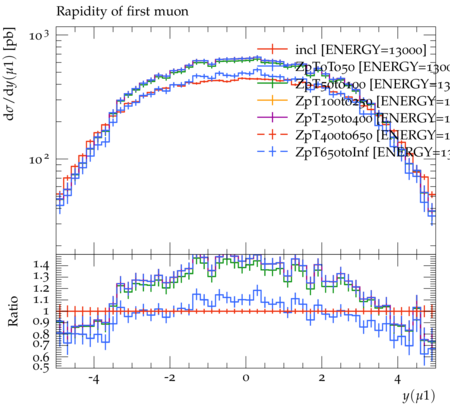 Rapidity of first muon
dσ/dy(μ1) [pb]
10³
10²
incl [ENERGY=13000]
ZpT0To50 [ENERGY=1300
ZpT50to100 [ENERGY=13
ZpT100to250 [ENERGY=1
ZpT250to400 [ENERGY=1
ZpT400to650 [ENERGY=1
ZpT650toInf [ENERGY=13
Ratio
1.4
1.3
1.2
1.1
1
0.9
0.8
0.7
0.6
0.5
-4 -2 0 2 4
y(μ1)